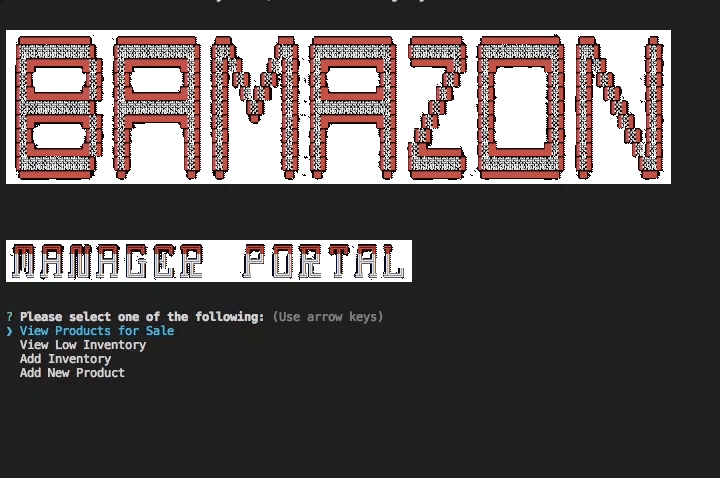 BAMAZON
MANAGER PORTAL
? Please select one of the following: (Use arrow keys)
❯ View Products for Sale
View Low Inventory
Add Inventory
Add New Product